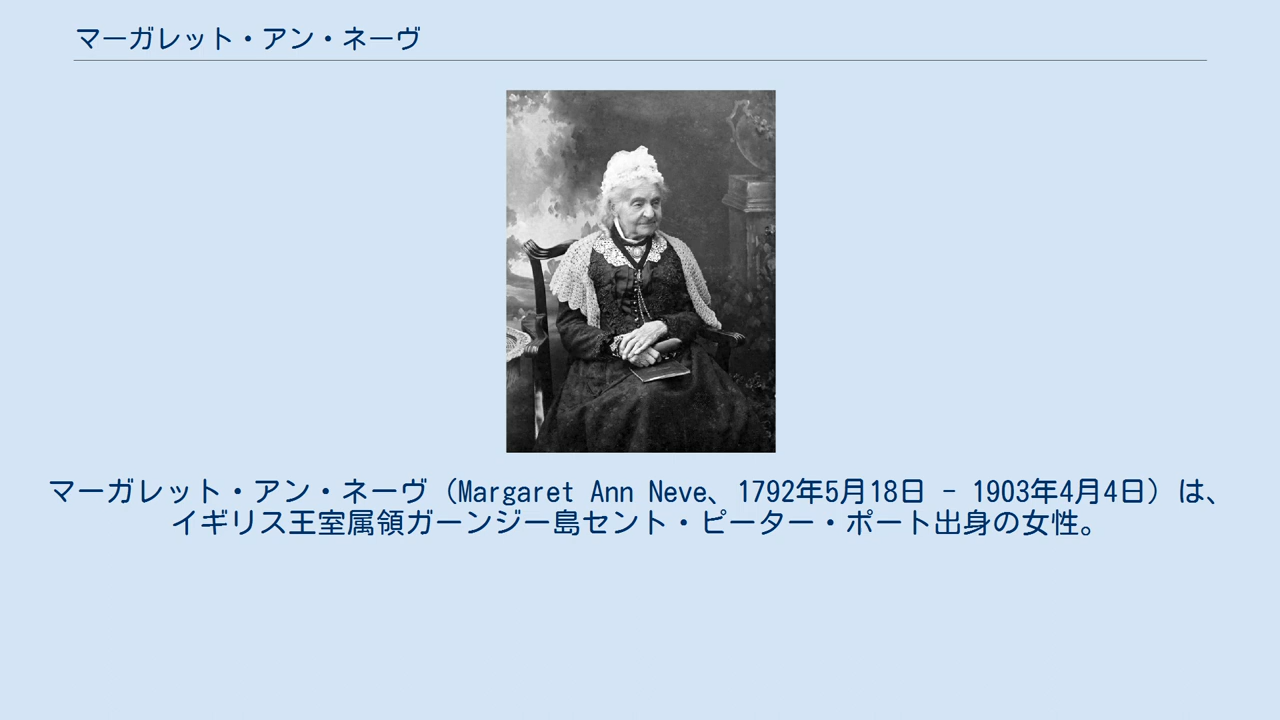 マーガレット・アン・ネーヴ
マーガレット・アン・ネーヴ（Margaret Ann Neve、1792年5月18日 - 1903年4月4日）は、
イギリス王室属領ガーンジー島セント・ピーター・ポート出身の女性。